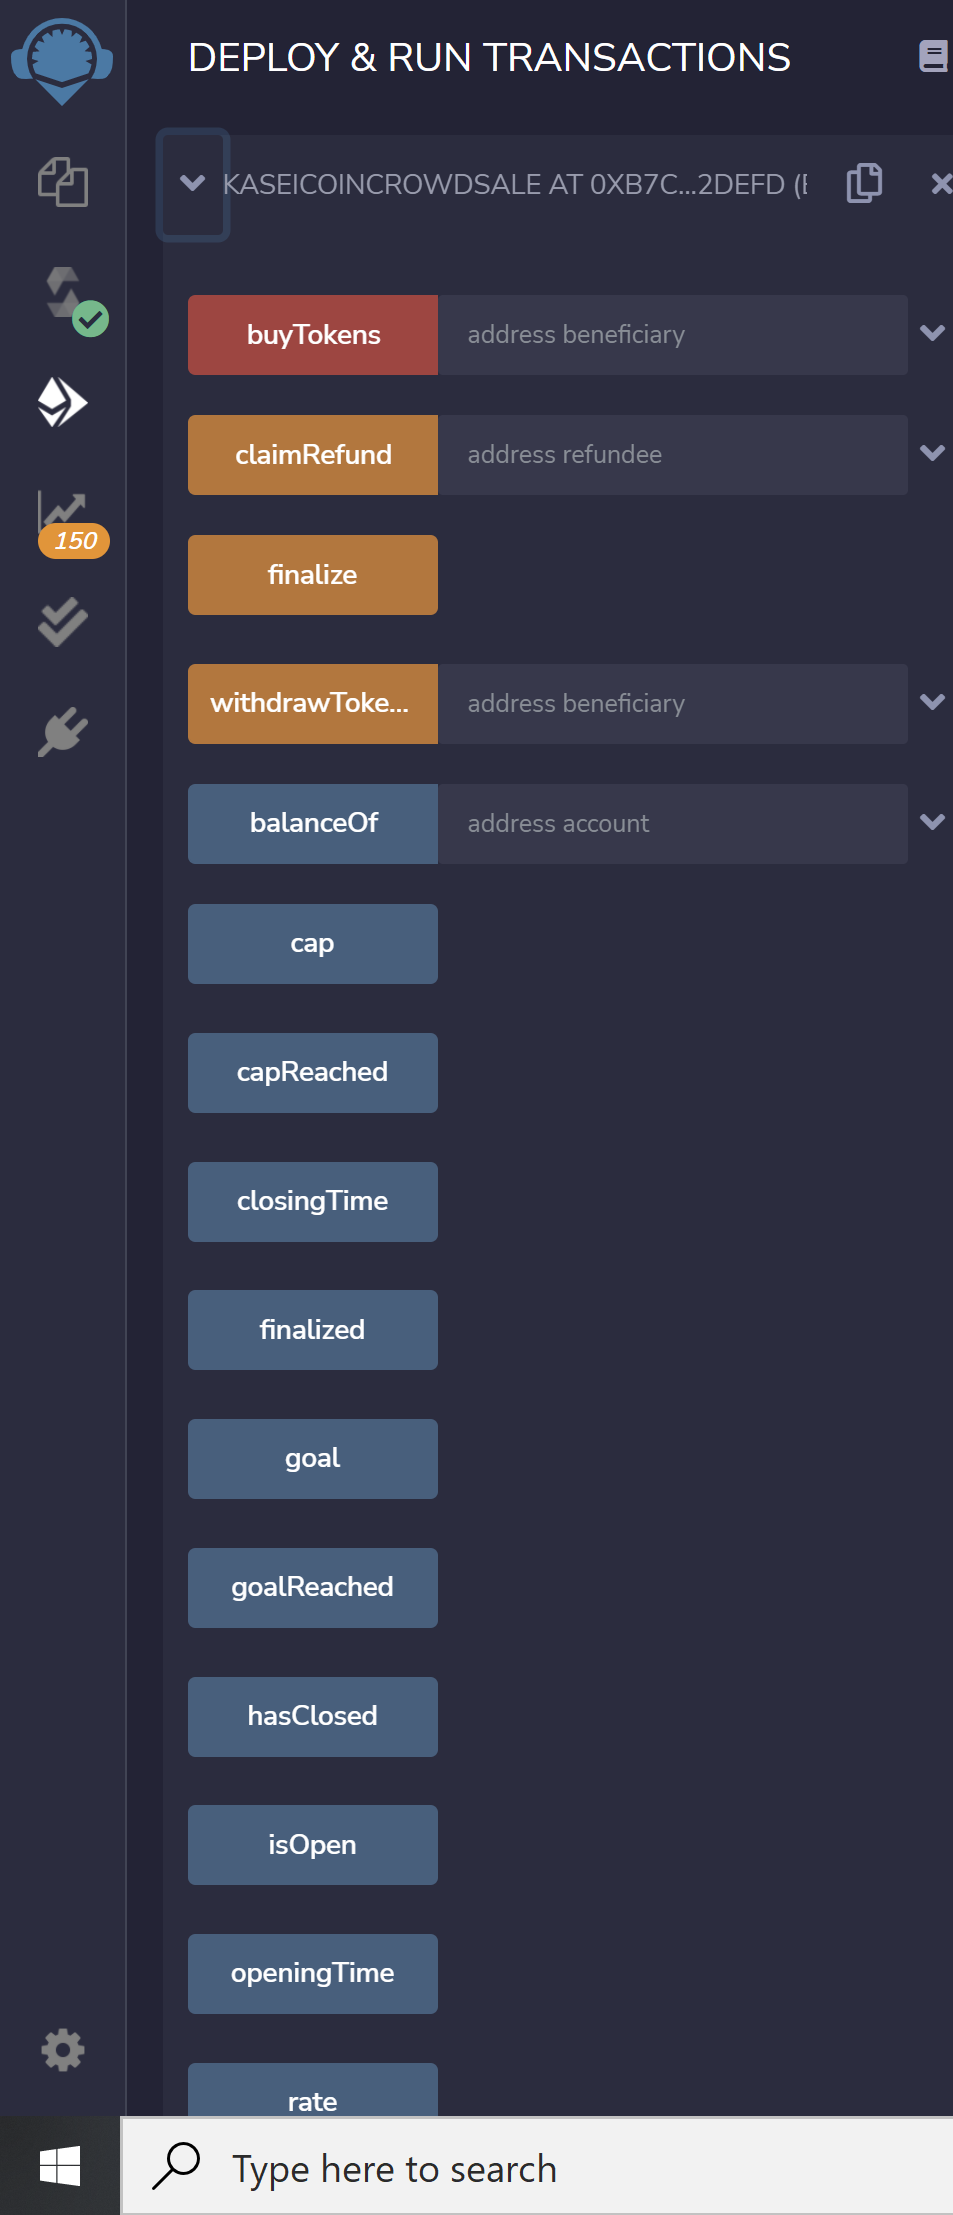 DEPLOY & RUN TRANSACTIONS
KASEICOINCROWDSALE AT 0XB7C...2DEFD (
buyTokens address beneficiary
claimRefund address refundee
150
finalize
withdrawToke... address beneficiary
balanceOf address account
cap
capReached
closingTime
finalized
goal
goalReached
hasClosed
isOpen
openingTime
rate
Type here to search